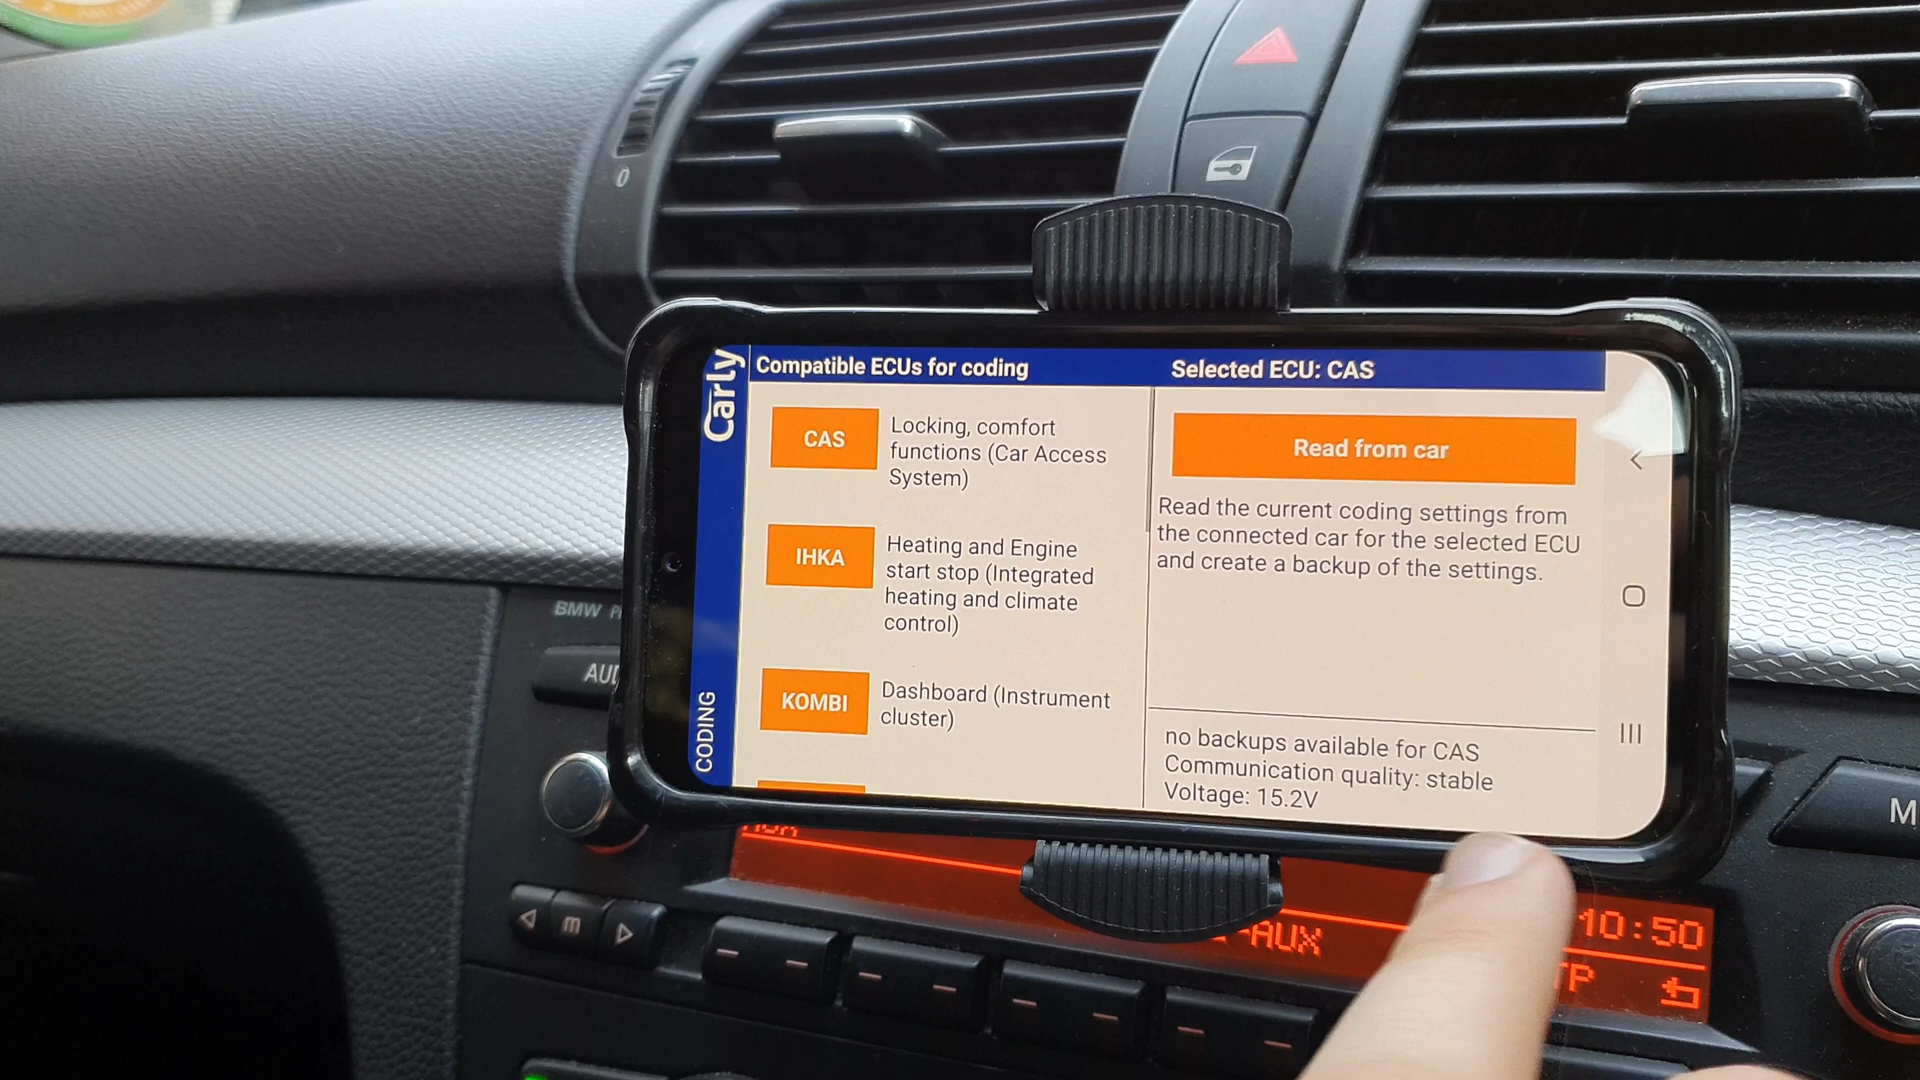 0
Carly
CODING
Compatible ECUs for coding
CAS
Locking, comfort
functions (Car Access
System)
IHKA
Heating and Engine
start stop (Integrated
heating and climate
control)
KOMBI
Dashboard (Instrument
cluster)
Selected ECU: CAS
Read from car
Read the current coding settings from
the connected car for the selected ECU
and create a backup of the settings.
no backups available for CAS
Communication quality: stable
Voltage: 15.2V
BMW
M
m
-AUX
10:50
TP